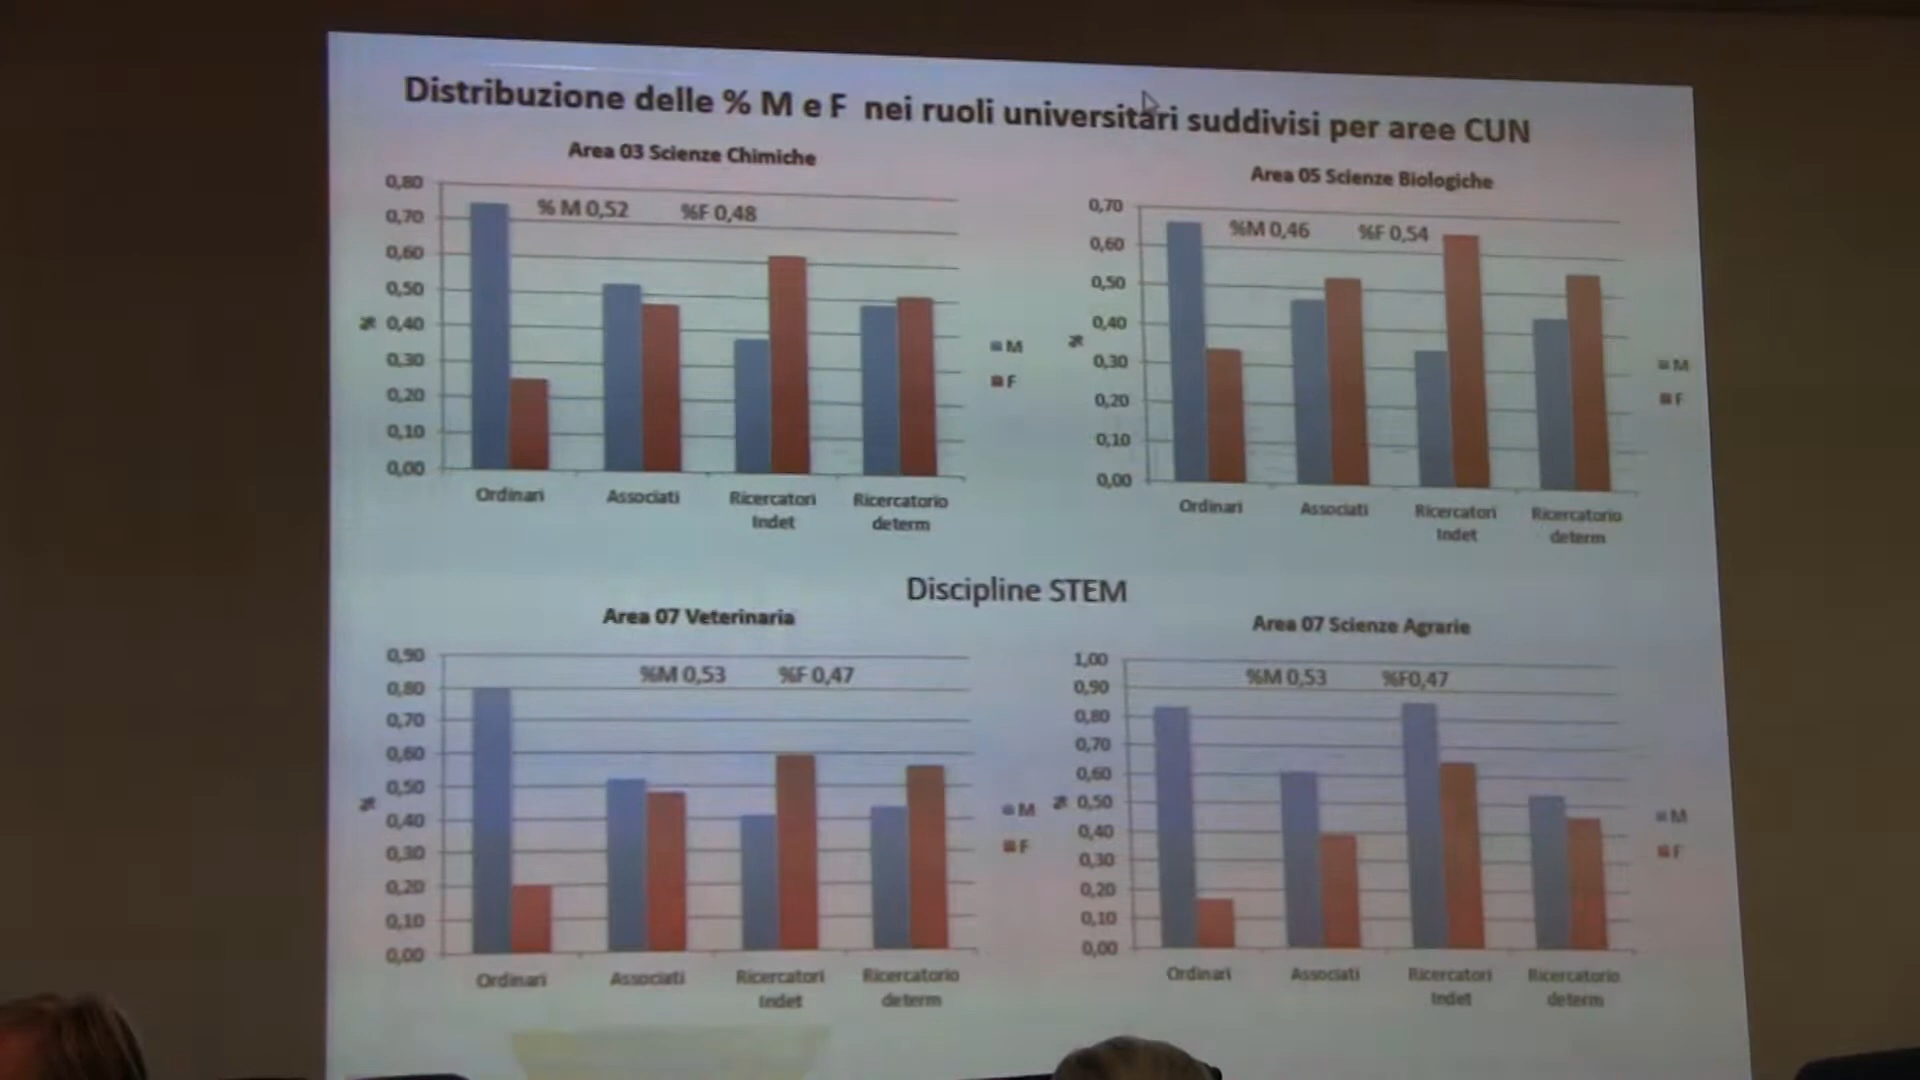 Distribuzione delle % M e F nei ruoli universitari suddivisi per aree CUN
Area 03 Scienze Chimiche
% M 0,52 %F 0,48
0,80
0,70
0,60
0,50
0,40
0,30
0,20
0,10
0,00
%
Ordinari
Associati
Ricercatori
Indet
Ricercatorio
determ
M
F
Area 05 Scienze Biologiche
%M 0,46 %F 0,54
0,70
0,60
0,50
0,40
0,30
0,20
0,10
0,00
%
Ordinari
Associati
Ricercatori
Indet
Ricercatorio
determ
M
F
Discipline STEM
Area 07 Veterinaria
%M 0,53 %F 0,47
0,90
0,80
0,70
0,60
0,50
0,40
0,30
0,20
0,10
0,00
%
Ordinari
Associati
Ricercatori
Indet
Ricercatorio
determ
M
F
Area 07 Scienze Agrarie
%M 0,53 %F0,47
1,00
0,90
0,80
0,70
0,60
0,50
0,40
0,30
0,20
0,10
0,00
%
Ordinari
Associati
Ricercatori
Indet
Ricercatorio
determ
M
F